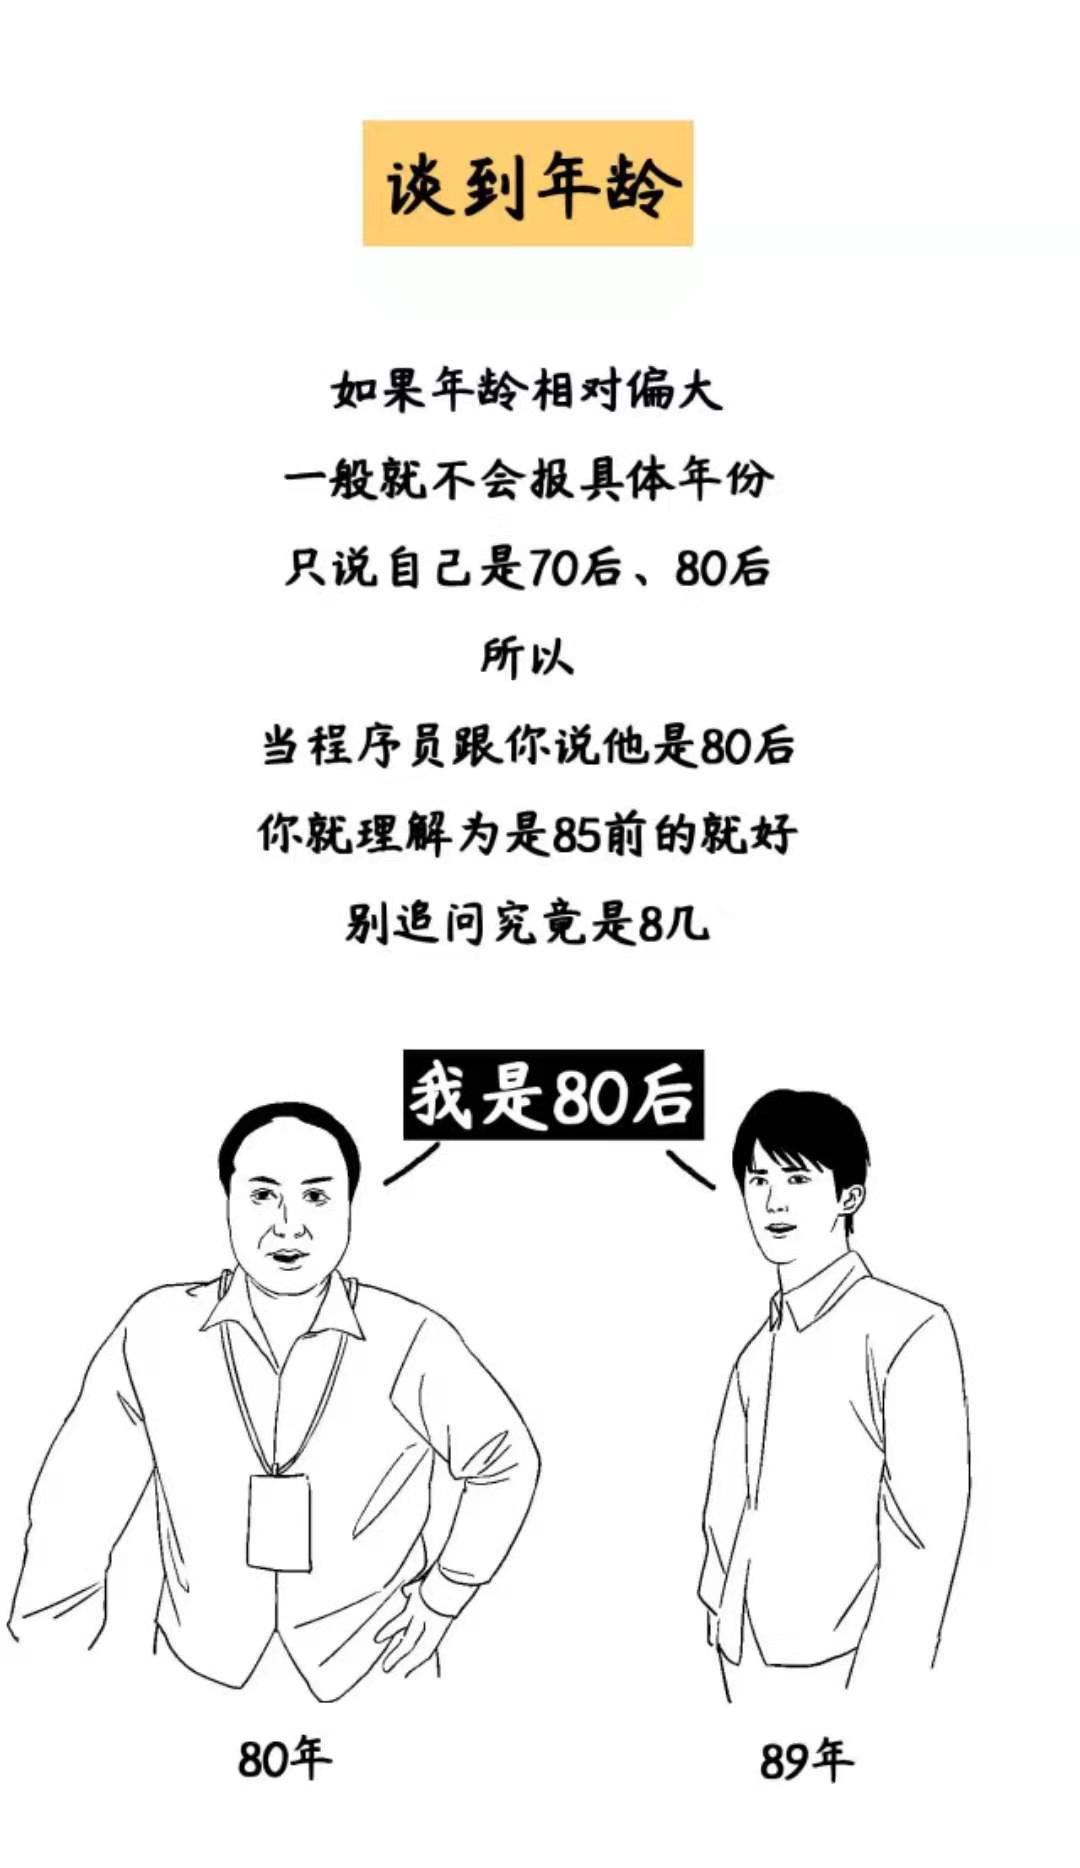 谈到年龄
如果年龄相对偏大
一般就不会报具体年份
只说自己是70后、80后
所以
当程序员跟你说他是80后
你就理解为是85前的就好
别追问究竟是8几
我是80后
80年
89年